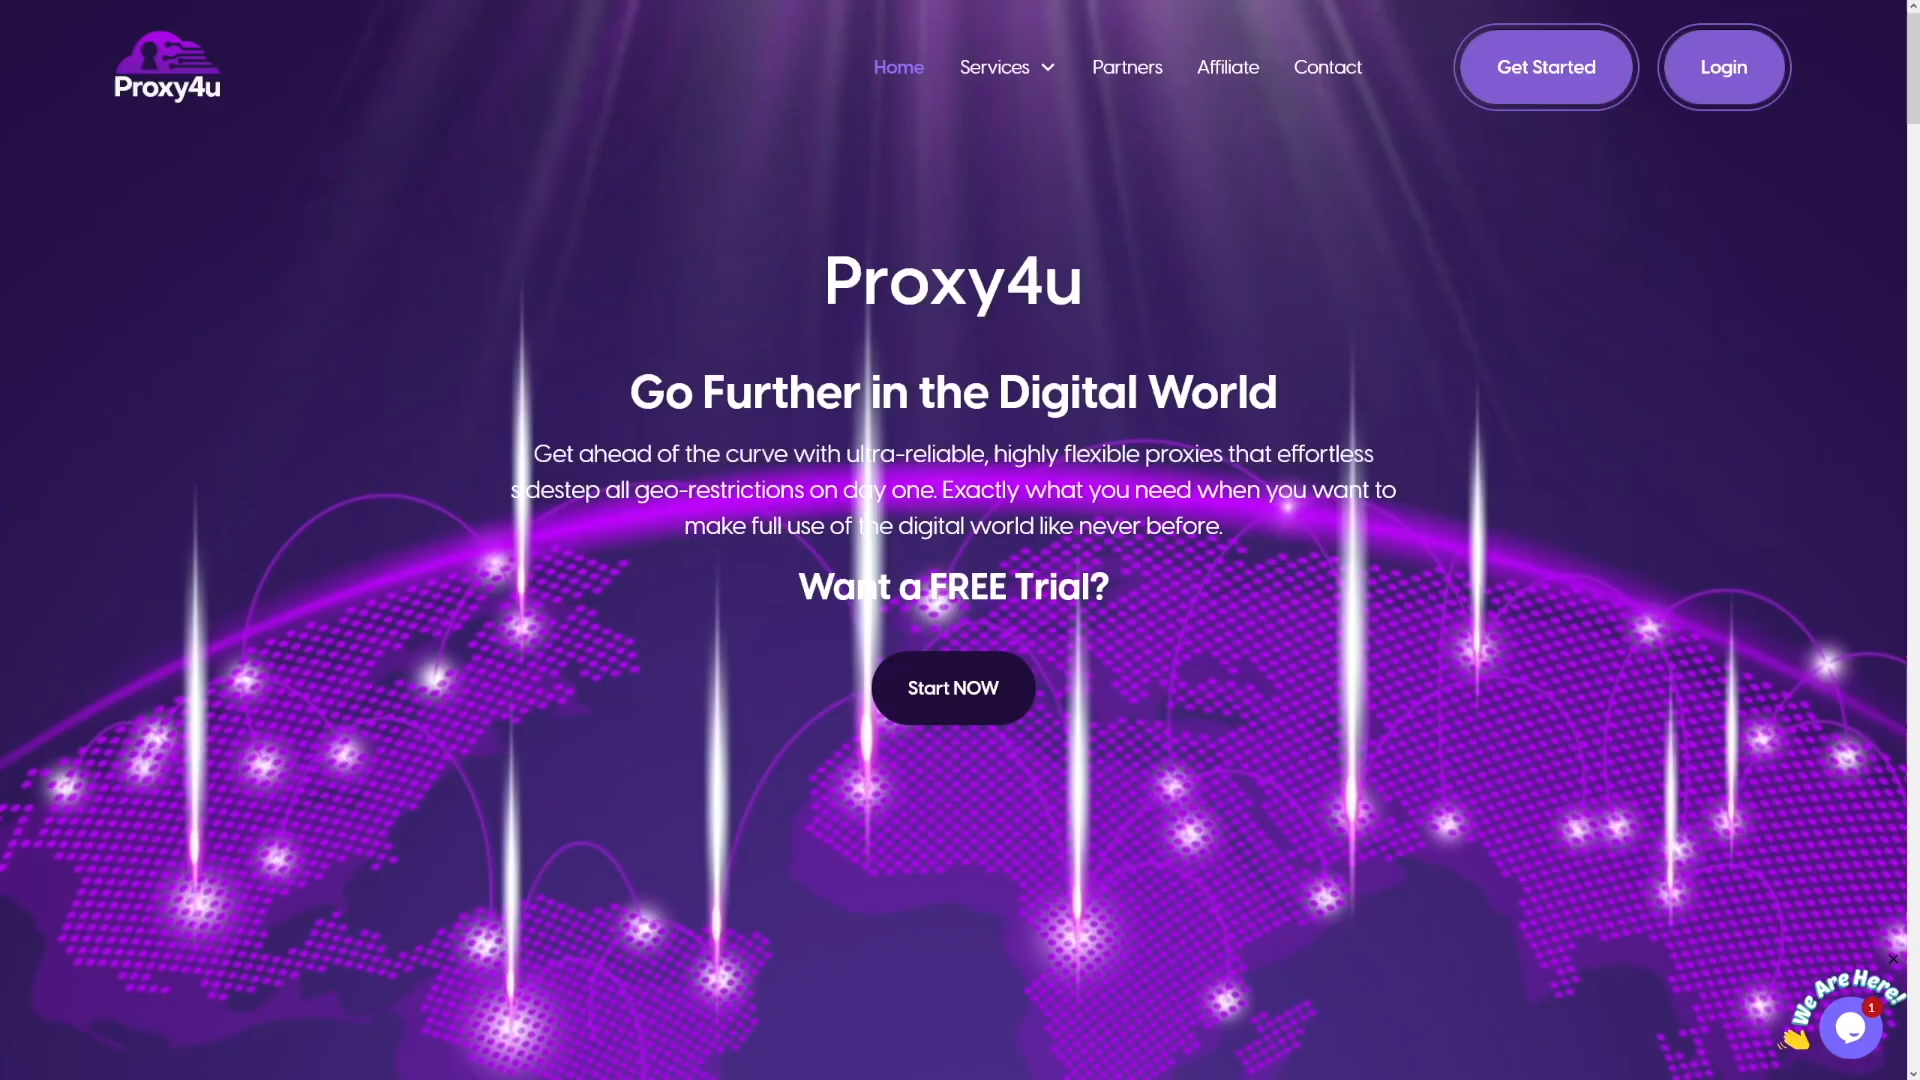 Proxy4u
Home
Services
Partners
Affiliate
Contact
Get Started
Login
Proxy4u
Go Further in the Digital World
Get ahead of the curve with ultra-reliable, highly flexible proxies that effortless
sidestep all geo-restrictions on day one. Exactly what you need when you want to
make full use of the digital world like never before.
Want a FREE Trial?
Start NOW
We Are Here!
1